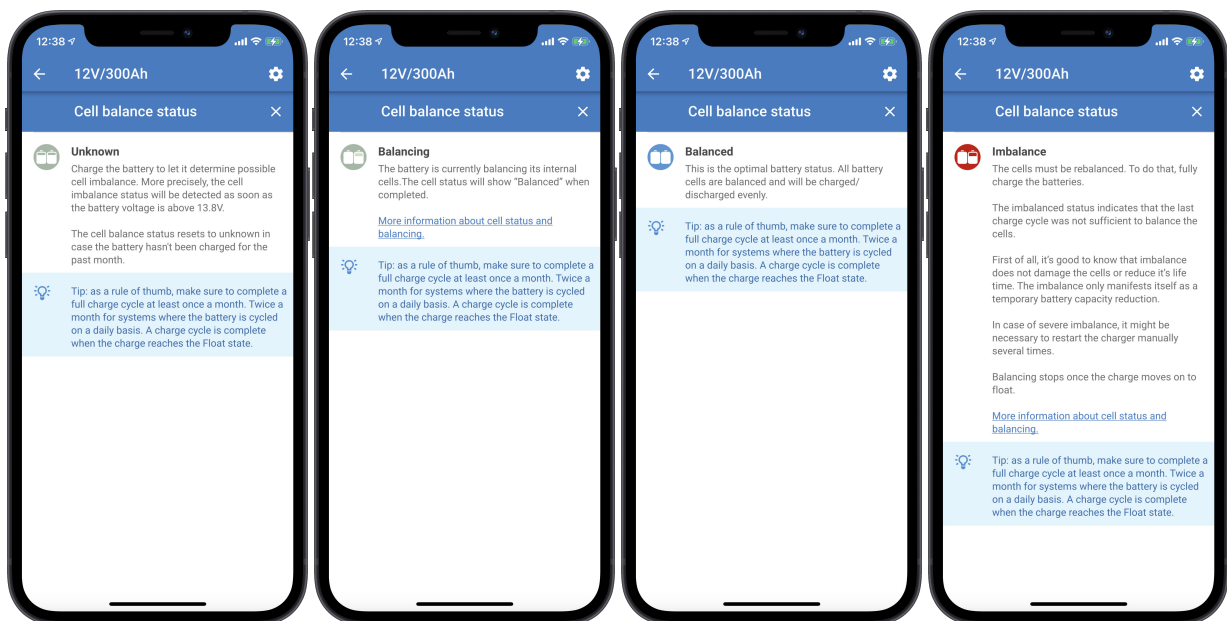 12:38
12V/300Ah
Cell balance status
Unknown
Charge the battery to let it determine possible
cell imbalance. More precisely, the cell
imbalance status will be detected as soon as
the battery voltage is above 13.8V.
The cell balance status resets to unknown in
case the battery hasn't been charged for the
past month.
Tip: as a rule of thumb, make sure to complete a
full charge cycle at least once a month. Twice a
month for systems where the battery is cycled
on a daily basis. A charge cycle is complete
when the charge reaches the Float state.
12:38
12V/300Ah
Cell balance status
Balancing
The battery is currently balancing its internal
cells.The cell status will show “Balanced” when
completed.
More information about cell status and
balancing.
Tip: as a rule of thumb, make sure to complete a
full charge cycle at least once a month. Twice a
month for systems where the battery is cycled
on a daily basis. A charge cycle is complete
when the charge reaches the Float state.
12:38
12V/300Ah
Cell balance status
Balanced
This is the optimal battery status. All battery
cells are balanced and will be charged/
discharged evenly.
Tip: as a rule of thumb, make sure to complete a
full charge cycle at least once a month. Twice a
month for systems where the battery is cycled
on a daily basis. A charge cycle is complete
when the charge reaches the Float state.
12:38
12V/300Ah
Cell balance status
Imbalance
The cells must be rebalanced. To do that, fully
charge the batteries.
The imbalanced status indicates that the last
charge cycle was not sufficient to balance the
cells.
First of all, it's good to know that imbalance
does not damage the cells or reduce it's life
time. The imbalance only manifests itself as a
temporary battery capacity reduction.
In case of severe imbalance, it might be
necessary to restart the charger manually
several times.
Balancing stops once the charge moves on to
float.
More information about cell status and
balancing.
Tip: as a rule of thumb, make sure to complete a
full charge cycle at least once a month. Twice a
month for systems where the battery is cycled
on a daily basis. A charge cycle is complete
when the charge reaches the Float state.